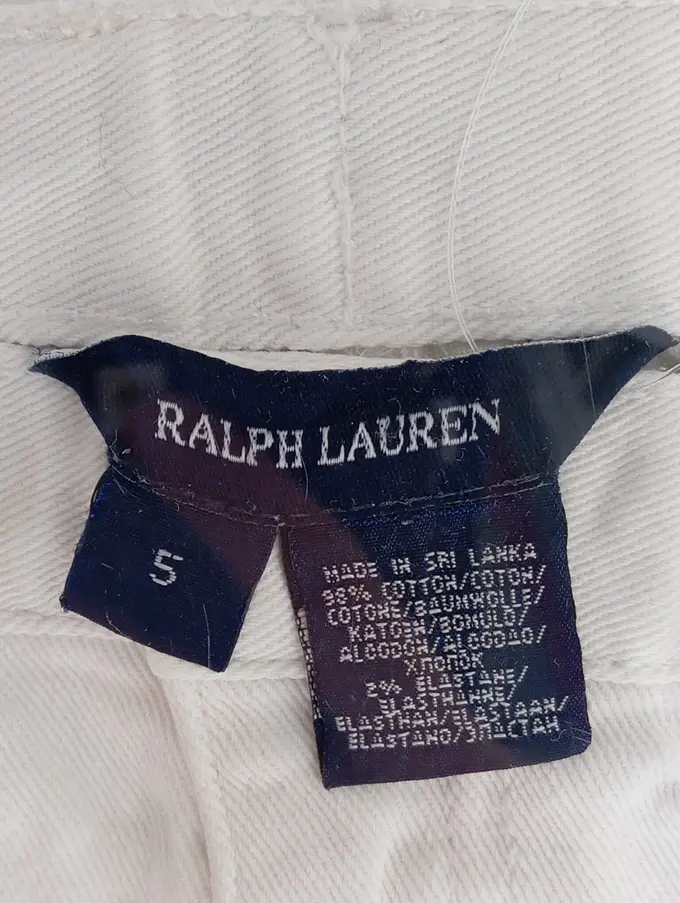 RALPH LAUREN
5
MADE IN SRI LANKA
98% COTTON/COTON/
COTONE/BAUMWOLLE/
KATOEN/BOMULD/
ALGODON/ALGODAO/
ХЛОПОК
2% ELASTANE/
ELASTHANNE/
ELASTHAN/ELASTAAN/
ELASTANO/ЭЛАСТАН